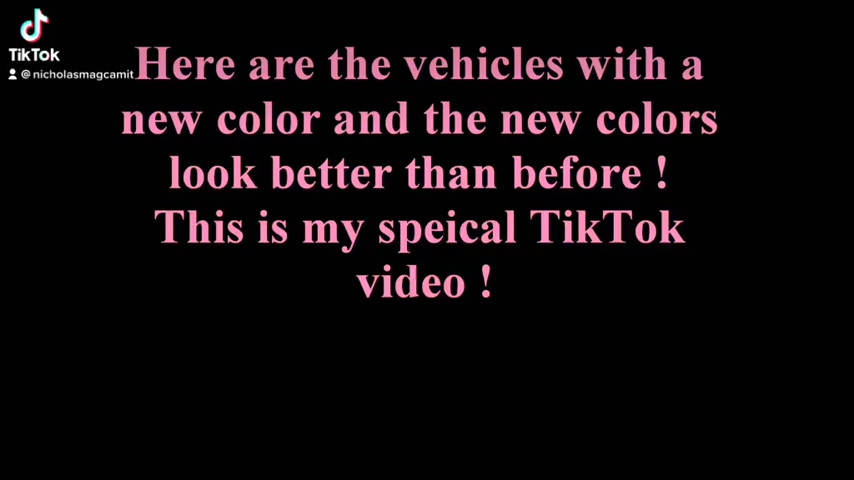 TikTok
@nicholasmagcamit
Here are the vehicles with a
new color and the new colors
look better than before !
This is my speical TikTok
video !